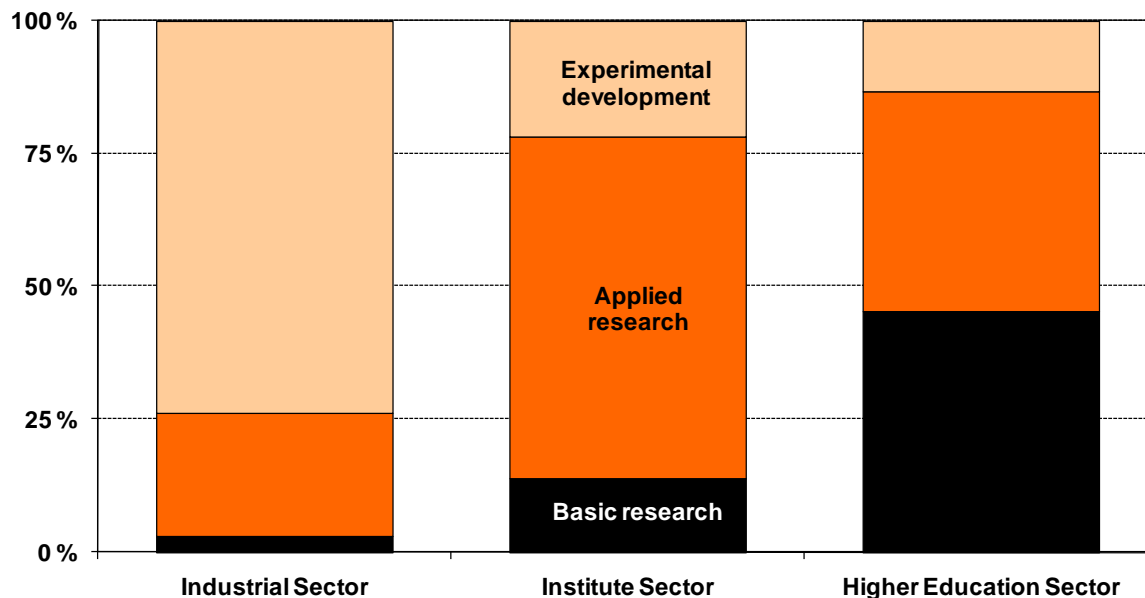 100 %
75 %
50 %
25 %
0 %
Experimental
development
Applied
research
Basic research
Industrial Sector
Institute Sector
Higher Education Sector